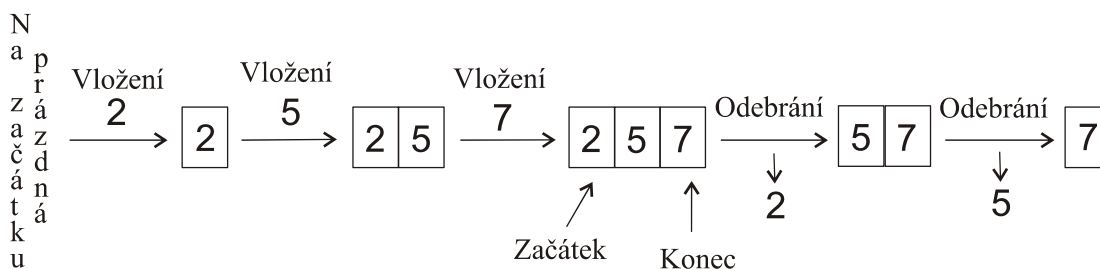 Na začátku
prázdná
Vložení
2
2
Vložení
5
2 5
Vložení
7
2 5 7
Začátek
Konec
Odebrání
2
5 7
Odebrání
5
7